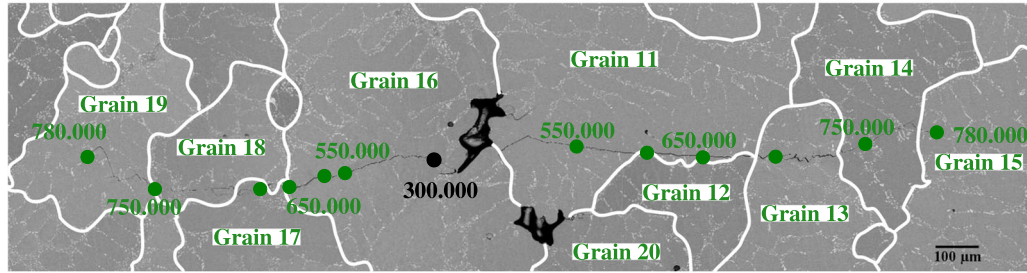 Grain 11
Grain 14
Grain 16
Grain 19
780.000
550.000
550.000
650.000
750.000
780.000
Grain 18
Grain 15
300.000
Grain 12
750.000
650.000
Grain 13
Grain 17
Grain 20
100 µm